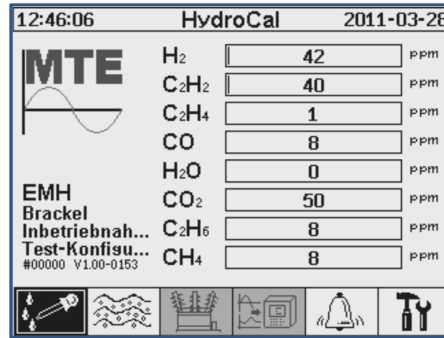 12:46:06 HydroCal 2011-03-28
MTE
H₂ 42 ppm
C₂H₂ 40 ppm
C₂H₄ 1 ppm
CO 8 ppm
H₂O 0 ppm
CO₂ 50 ppm
C₂H₆ 8 ppm
CH₄ 8 ppm
EMH
Brackel
Inbetriebnah...
Test-Konfigu...
#00000 V1.00-0153